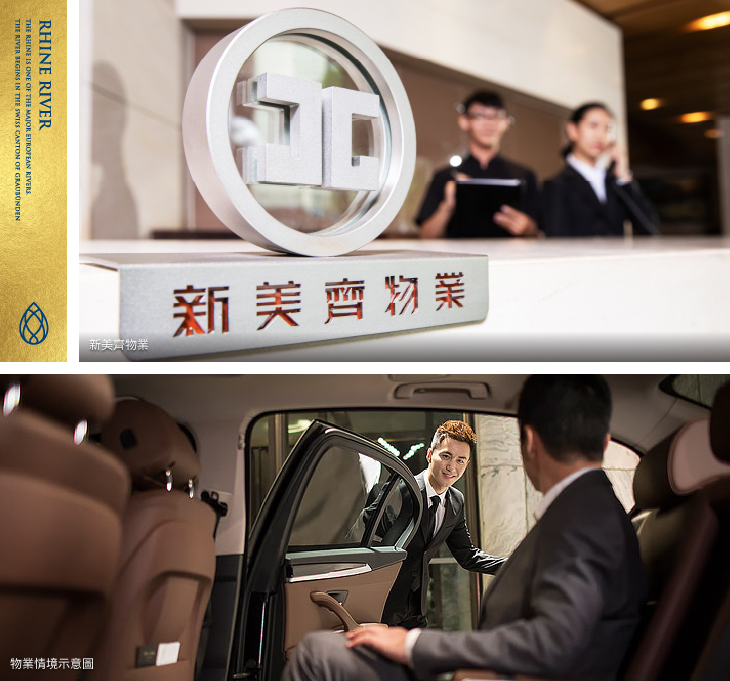 RHINE RIVER
THE RHINE IS ONE OF THE MAJOR EUROPEAN RIVERS
THE RIVER BEGINS IN THE SWISS CANTON OF GRAUBÜNDEN
新美齊物業
新美齊物業
物業情境示意圖